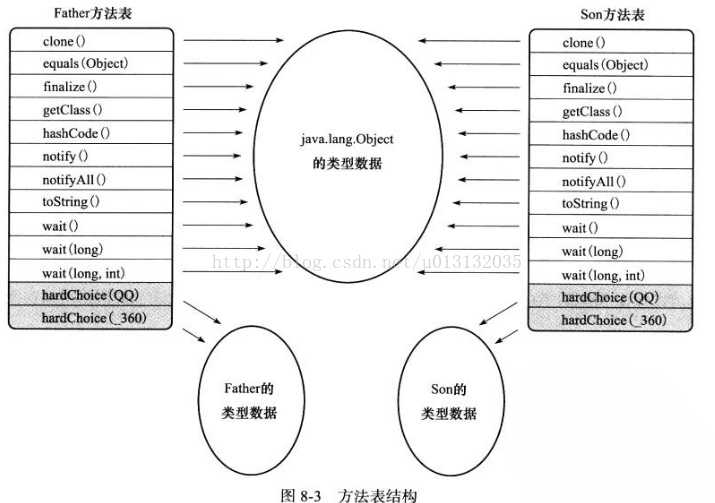 Father方法表
clone()
equals(Object)
finalize()
getClass()
hashCode()
notify()
notifyAll()
toString()
wait()
wait(long)
wait(long, int)
hardChoice(QQ)
hardChoice(_360)
java.lang.Object
的类型数据
Son方法表
clone()
equals(Object)
finalize()
getClass()
hashCode()
notify()
notifyAll()
toString()
wait()
wait(long)
wait(long, int)
hardChoice(QQ)
hardChoice(_360)
http://blog.csdn.net/u013132035
Father的
类型数据
Son的
类型数据
图 8-3 方法表结构